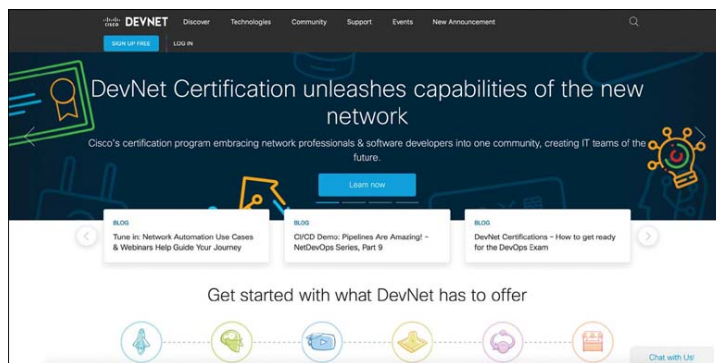 CISCO DEVNET Discover Technologies Community Support Events New Announcement
SIGN UP FREE LOG IN
DevNet Certification unleashes capabilities of the new
network
Cisco's certification program embracing network professionals & software developers into one community, creating IT teams of the
future.
Learn now
BLOG
Tune in: Network Automation Use Cases
& Webinars Help Guide Your Journey
BLOG
CI/CD Demo: Pipelines Are Amazing! -
NetDevOps Series, Part 9
BLOG
DevNet Certifications - How to get ready
for the DevOps Exam
Get started with what DevNet has to offer
Chat with Us!